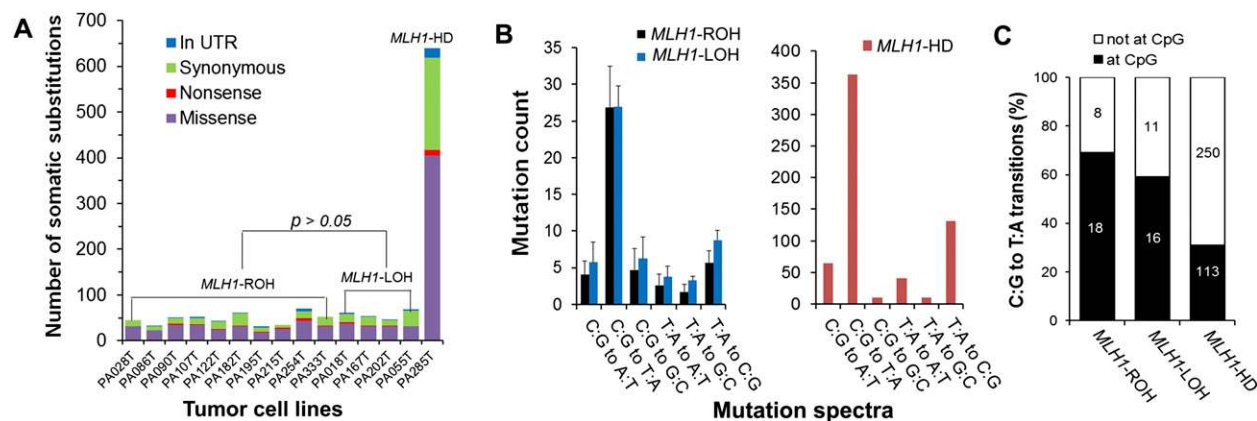 A
Number of somatic substitutions
700
600
500
400
300
200
100
0
In UTR
Synonymous
Nonsense
Missense
MLH1-HD
p > 0.05
MLH1-ROH
MLH1-LOH
PA028T
PA086T
PA090T
PA107T
PA122T
PA182T
PA195T
PA215T
PA254T
PA333T
PA018T
PA167T
PA202T
PA055T
PA285T
Tumor cell lines
B
Mutation count
35
30
25
20
15
10
5
0
MLH1-ROH
MLH1-LOH
C:G to A:T
C:G to T:A
C:G to G:C
T:A to A:T
T:A to G:C
T:A to C:G
400
350
300
250
200
150
100
50
0
MLH1-HD
C:G to A:T
C:G to T:A
C:G to G:C
T:A to A:T
T:A to G:C
T:A to C:G
Mutation spectra
C
not at CpG
at CpG
C:G to T:A transitions (%)
100
80
60
40
20
0
8
11
250
18
16
113
MLH1-ROH
MLH1-LOH
MLH1-HD